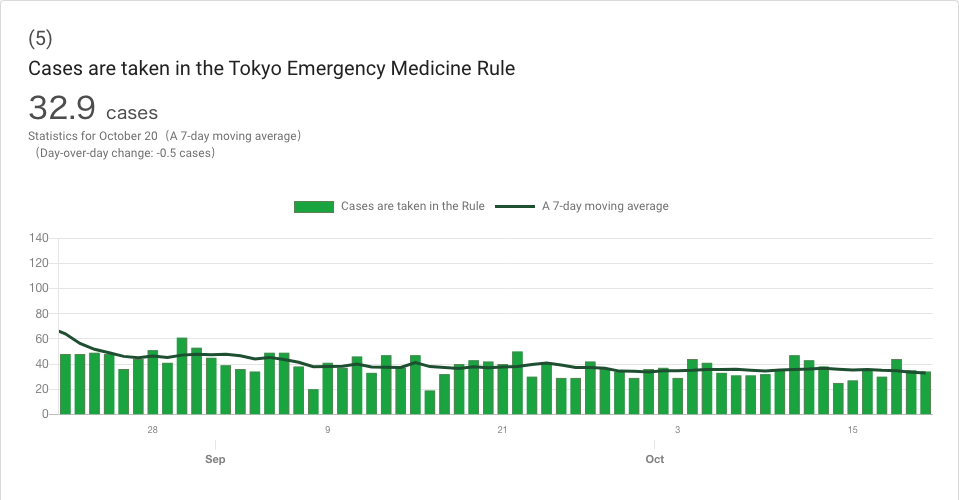 (5)
Cases are taken in the Tokyo Emergency Medicine Rule
32.9 cases
Statistics for October 20（A 7-day moving average）
（Day-over-day change: -0.5 cases）
Cases are taken in the Rule A 7-day moving average
140
120
100
80
60
40
20
0
28 9 21 3 15
Sep Oct